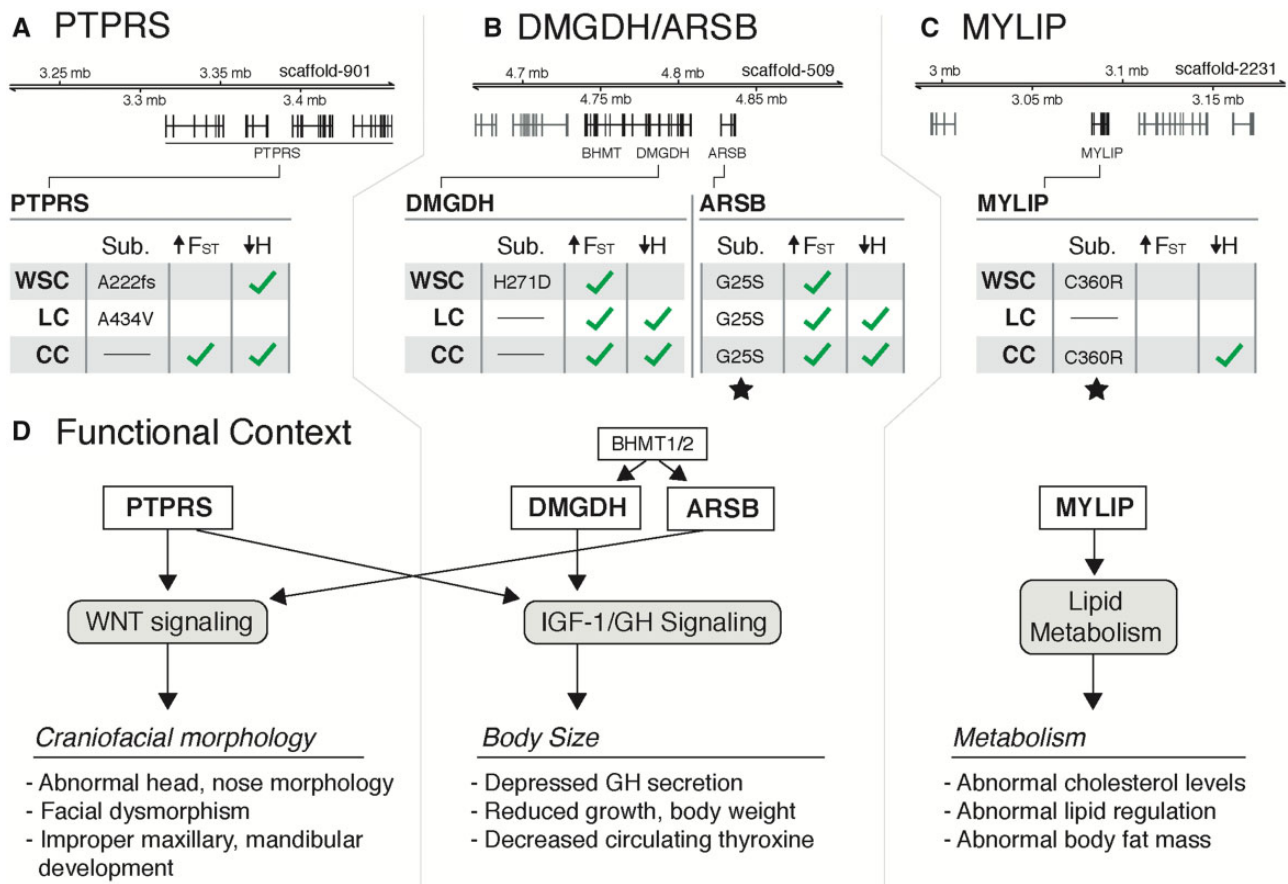 A PTPRS
3.25 mb 3.35 mb scaffold-901
3.3 mb 3.4 mb
PTPRS
PTPRS
Sub. ↑FST ↓H
WSC A222fs ✓
LC A434V
CC — ✓ ✓
B DMGDH/ARSB
4.7 mb 4.8 mb scaffold-509
4.75 mb 4.85 mb
BHMT DMGDH ARSB
DMGDH
Sub. ↑FST ↓H
WSC H271D ✓
LC — ✓ ✓
CC — ✓ ✓
ARSB
Sub. ↑FST ↓H
G25S ✓
G25S ✓ ✓
G25S ✓ ✓
★
C MYLIP
3 mb 3.1 mb scaffold-2231
3.05 mb 3.15 mb
MYLIP
MYLIP
Sub. ↑FST ↓H
WSC C360R
LC —
CC C360R ✓
★
D Functional Context
BHMT1/2
PTPRS DMGDH ARSB MYLIP
WNT signaling
IGF-1/GH Signaling
Lipid
Metabolism
Craniofacial morphology
- Abnormal head, nose morphology
- Facial dysmorphism
- Improper maxillary, mandibular
development
Body Size
- Depressed GH secretion
- Reduced growth, body weight
- Decreased circulating thyroxine
Metabolism
- Abnormal cholesterol levels
- Abnormal lipid regulation
- Abnormal body fat mass